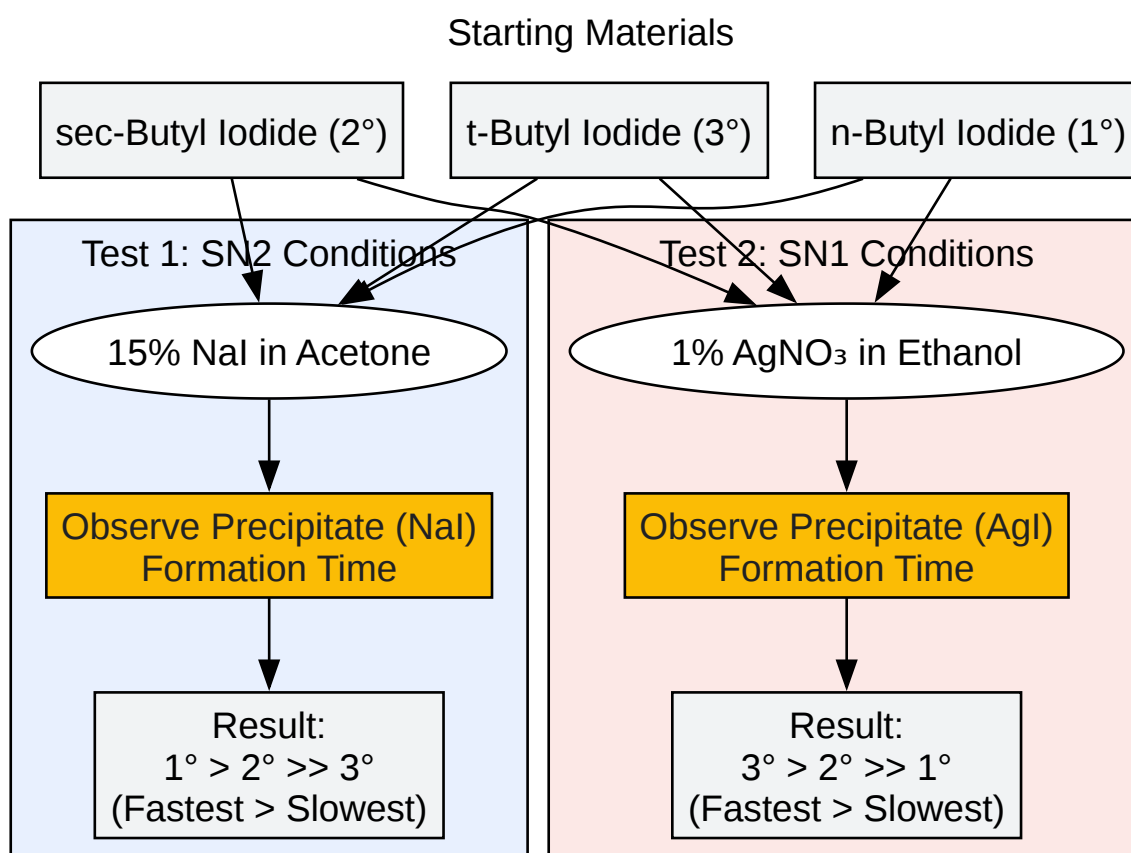 Starting Materials
sec-Butyl Iodide (2°)
t-Butyl Iodide (3°)
n-Butyl Iodide (1°)
Test 1: SN2 Conditions
15% NaI in Acetone
Observe Precipitate (NaI)
Formation Time
Result:
1° > 2° >> 3°
(Fastest > Slowest)
Test 2: SN1 Conditions
1% AgNO₃ in Ethanol
Observe Precipitate (AgI)
Formation Time
Result:
3° > 2° >> 1°
(Fastest > Slowest)